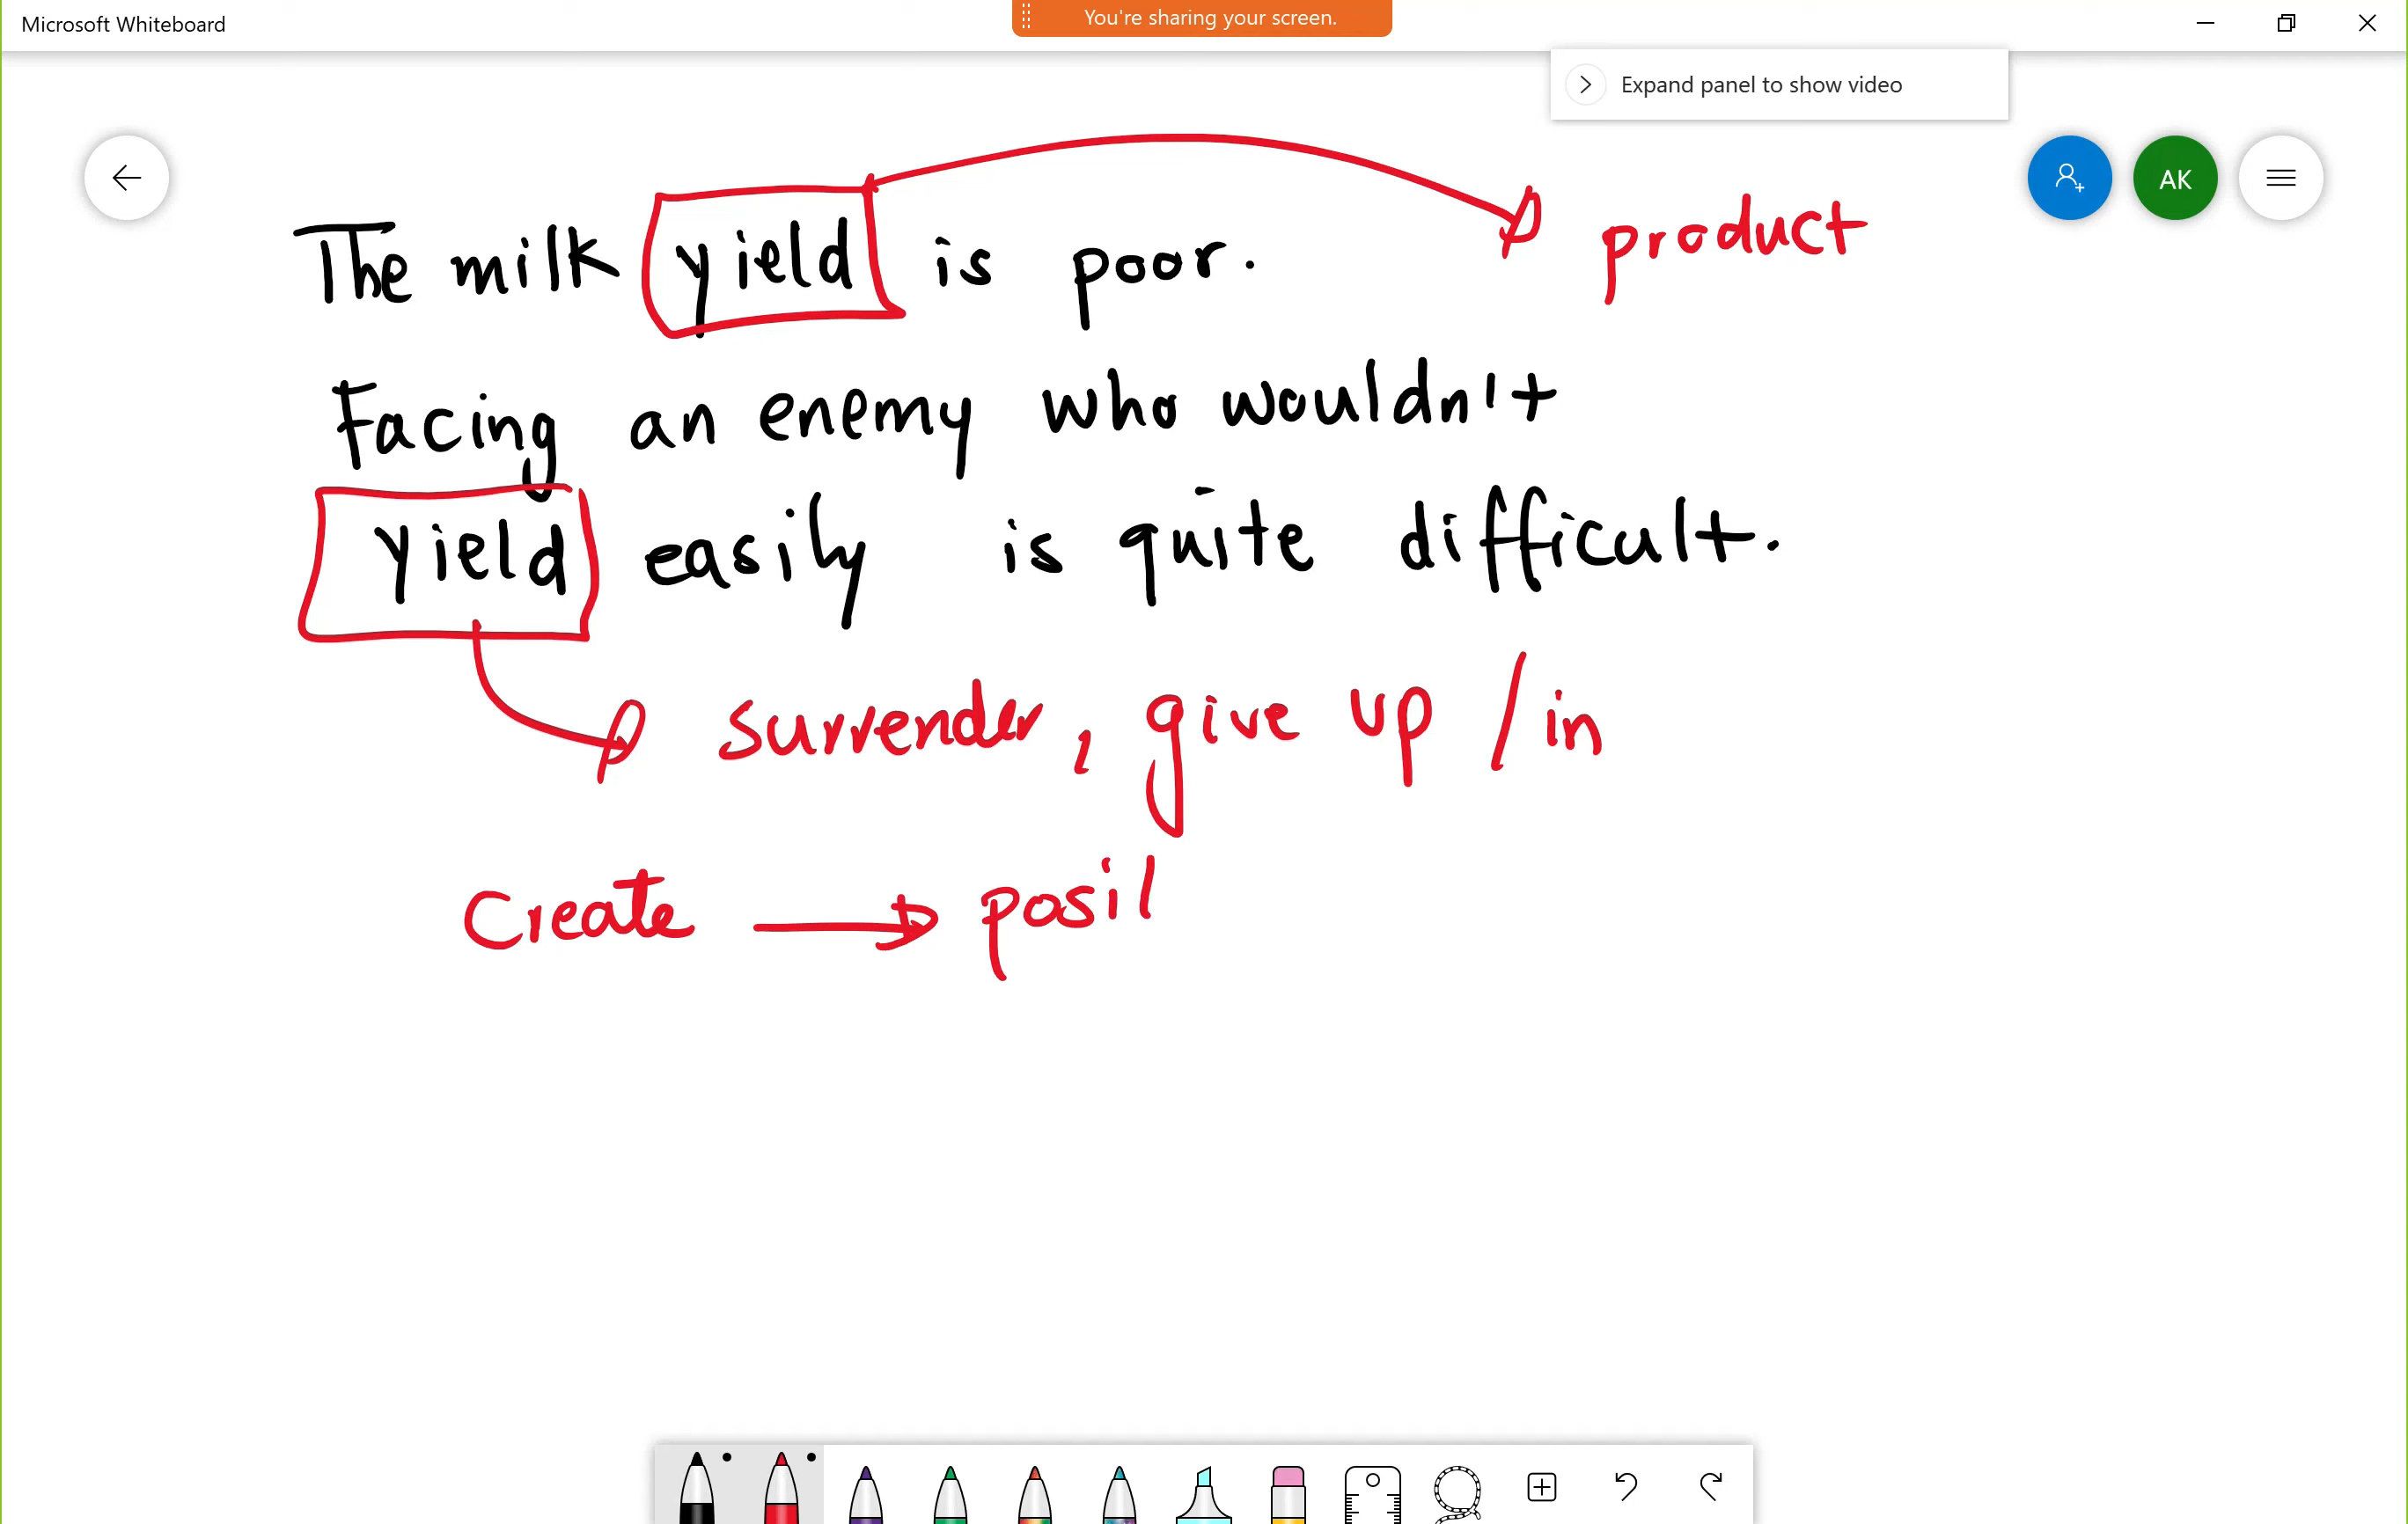 Microsoft Whiteboard
You're sharing your screen.
Expand panel to show video
AK
The milk yield is poor.
product
Facing an enemy who wouldn't
yield easily is quite difficult.
surrender, give up / in
Create → posil